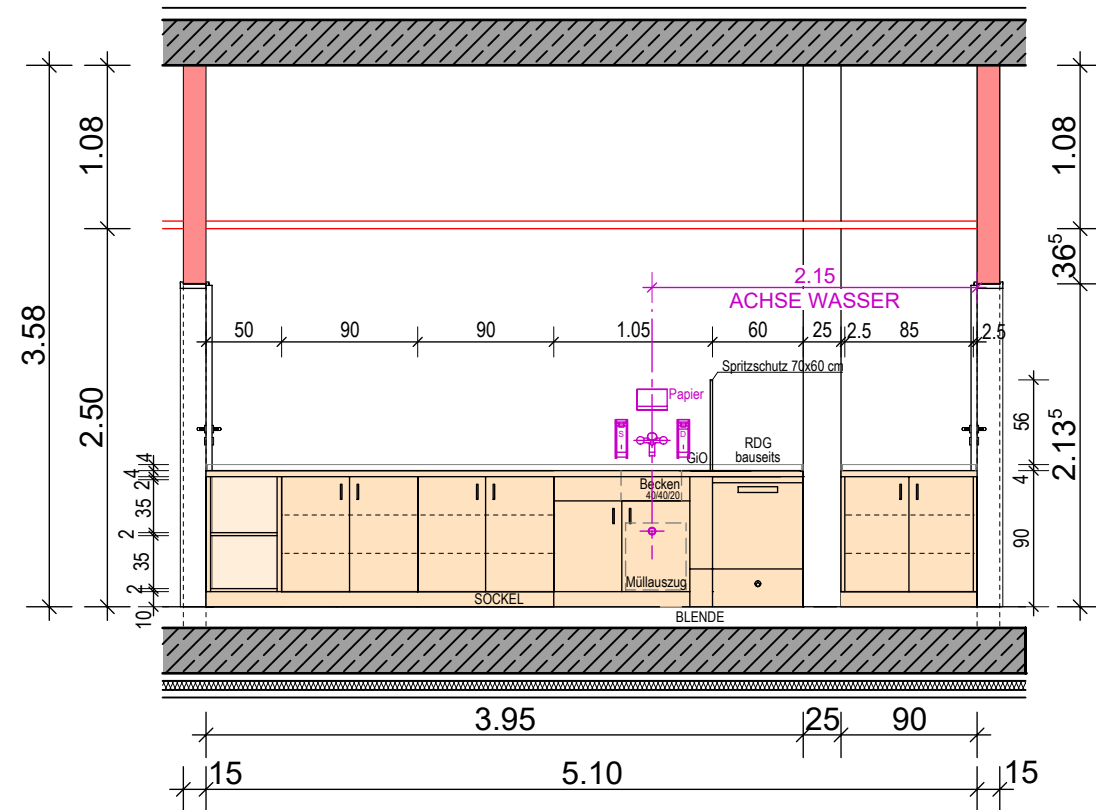 1.08
1.08
3.58
2.50
36⁵
2.15
ACHSE WASSER
50
90
90
1.05
60
25
2.5
85
2.5
Spritzschutz 70x60 cm
Papier
S
D
56
2.13⁵
GiO
RDG
bauseits
4
4
2
35
2
35
2
10
4
90
Becken
40/40/20
Müllauszug
SOCKEL
BLENDE
3.95
25
90
15
5.10
15